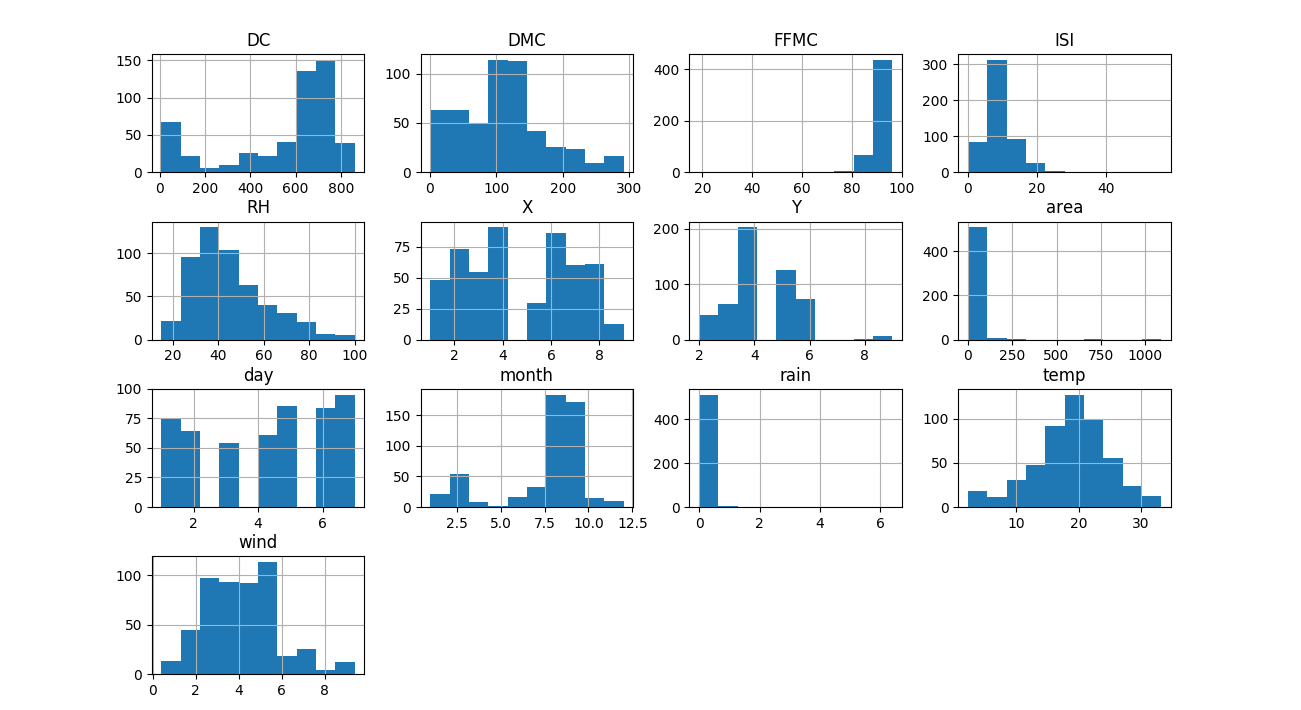 DC DMC FFMC ISI
150 100 50 0
0 200 400 600 800
100 50 0
0 100 200 300
400 200 0
20 40 60 80 100
300 200 100 0
0 20 40
RH X Y area
100 50 0
20 40 60 80 100
75 50 25 0
2 4 6 8
200 100 0
2 4 6 8
400 200 0
0 250 500 750 1000
day month rain temp
100 75 50 25 0
2 4 6
150 100 50 0
2.5 5.0 7.5 10.0 12.5
400 200 0
0 2 4 6
100 50 0
10 20 30
wind
100 50 0
0 2 4 6 8